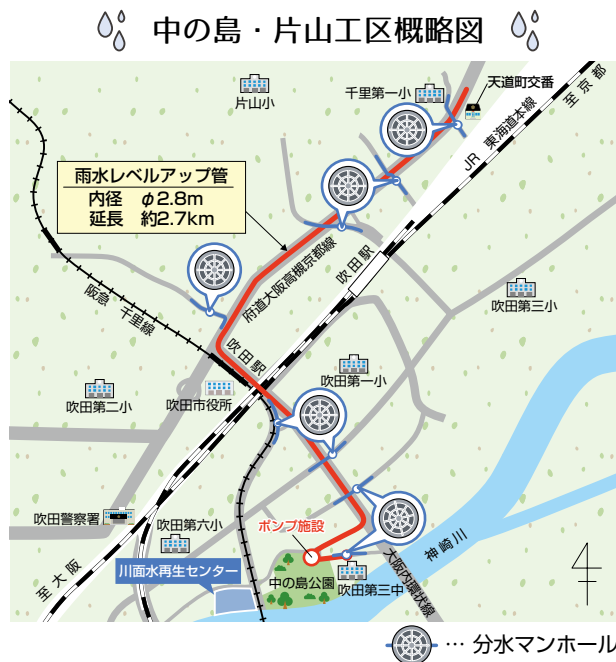 中の島・片山工区概略図
天道町交番
千里第一小
片山小
至京都
JR 東海道本線
雨水レベルアップ管
内径 φ2.8m
延長 約2.7km
府道大阪高槻京都線
吹田駅
阪急 千里線
吹田第三小
吹田駅
吹田第一小
吹田第二小
吹田市役所
吹田警察署
吹田第六小
ポンプ施設
神崎川
大阪内環状線
川面水再生センター
中の島公園
吹田第三中
至大阪
… 分水マンホール